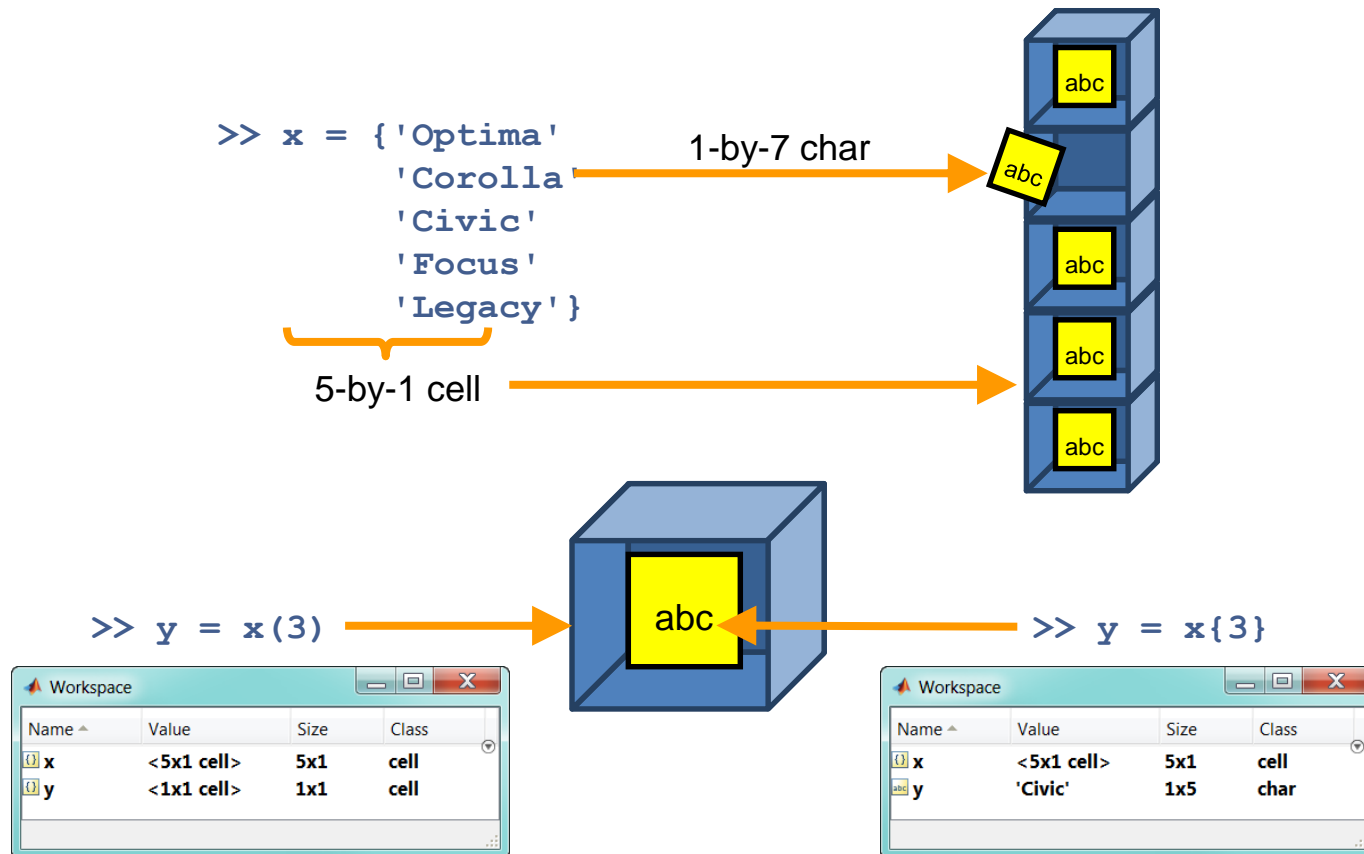 >> x = {'Optima'
'Corolla'
'Civic'
'Focus'
'Legacy'}
1-by-7 char
5-by-1 cell
abc
abc
abc
abc
abc
>> y = x(3)
abc
>> y = x{3}
Workspace
Name Value Size Class
{} x <5x1 cell> 5x1 cell
{} y <1x1 cell> 1x1 cell
Workspace
Name Value Size Class
{} x <5x1 cell> 5x1 cell
abc y 'Civic' 1x5 char